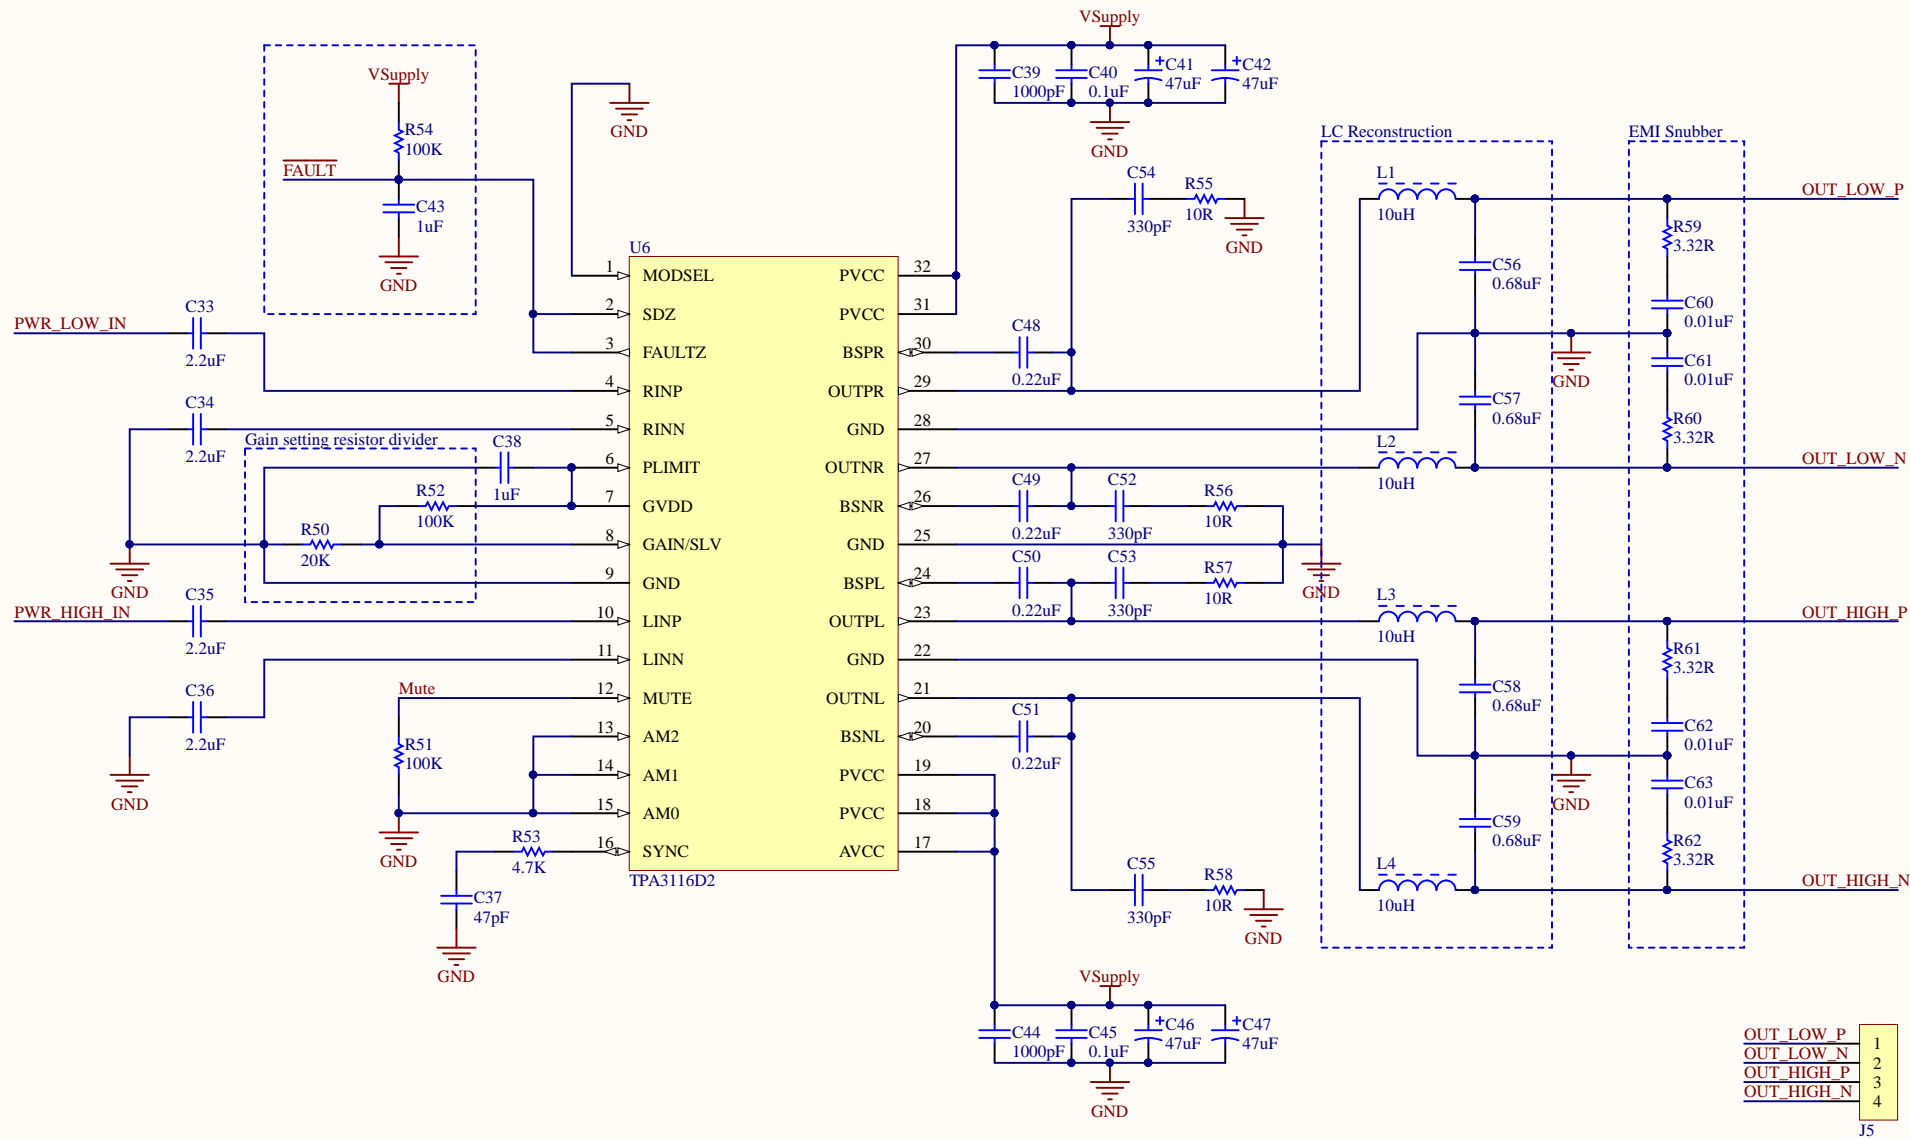 VSupply
R54
100K
FAULT
C43
1uF
GND
GND
VSupply
C39
1000pF
C40
0.1uF
C41
47uF
C42
47uF
GND
C54
330pF
R55
10R
GND
LC Reconstruction
EMI Snubber
U6
1 MODSEL
2 SDZ
3 FAULTZ
4 RINP
5 RINN
6 PLIMIT
7 GVDD
8 GAIN/SLV
9 GND
10 LINP
11 LINN
12 MUTE
13 AM2
14 AM1
15 AM0
16 SYNC
PVCC 32
PVCC 31
BSPR 30
OUTPR 29
GND 28
OUTNR 27
BSNR 26
GND 25
BSPL 24
OUTPL 23
GND 22
OUTNL 21
BSNL 20
PVCC 19
PVCC 18
AVCC 17
TPA3116D2
PWR_LOW_IN
C33
2.2uF
C34
2.2uF
Gain setting resistor divider
C38
1uF
R52
100K
R50
20K
GND
PWR_HIGH_IN
C35
2.2uF
C36
2.2uF
GND
Mute
R51
100K
GND
R53
4.7K
C37
47pF
GND
C48
0.22uF
C49
0.22uF
C52
330pF
R56
10R
C50
0.22uF
C53
330pF
R57
10R
GND
C51
0.22uF
C55
330pF
R58
10R
GND
L1
10uH
C56
0.68uF
C57
0.68uF
L2
10uH
GND
R59
3.32R
C60
0.01uF
C61
0.01uF
R60
3.32R
OUT_LOW_P
OUT_LOW_N
L3
10uH
C58
0.68uF
C59
0.68uF
L4
10uH
GND
R61
3.32R
C62
0.01uF
C63
0.01uF
R62
3.32R
OUT_HIGH_P
OUT_HIGH_N
VSupply
C44
1000pF
C45
0.1uF
C46
47uF
C47
47uF
GND
OUT_LOW_P 1
OUT_LOW_N 2
OUT_HIGH_P 3
OUT_HIGH_N 4
J5